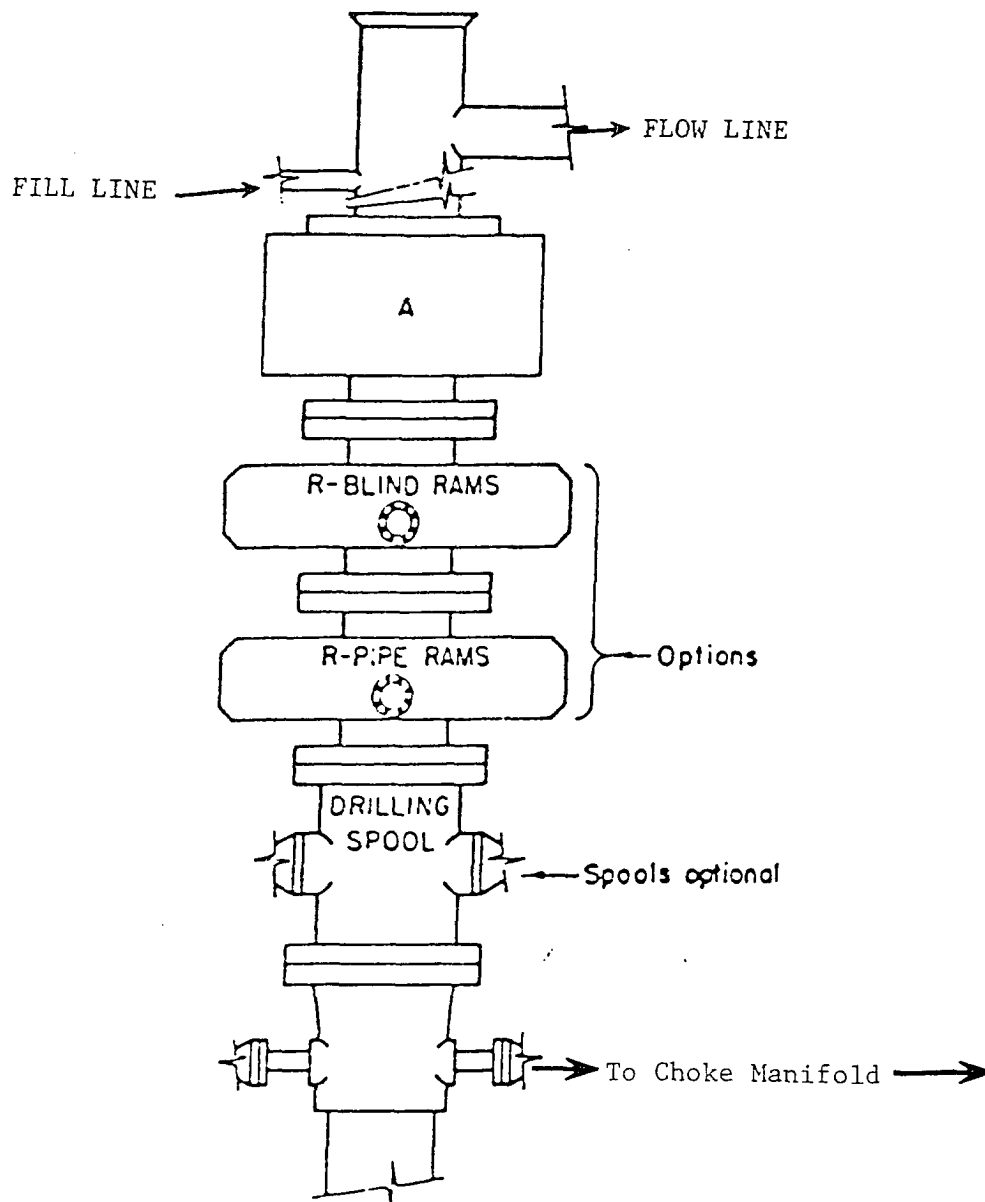 FLOW LINE
FILL LINE
A
R-BLIND RAMS
R-PIPE RAMS
Options
DRILLING
SPOOL
Spools optional
To Choke Manifold